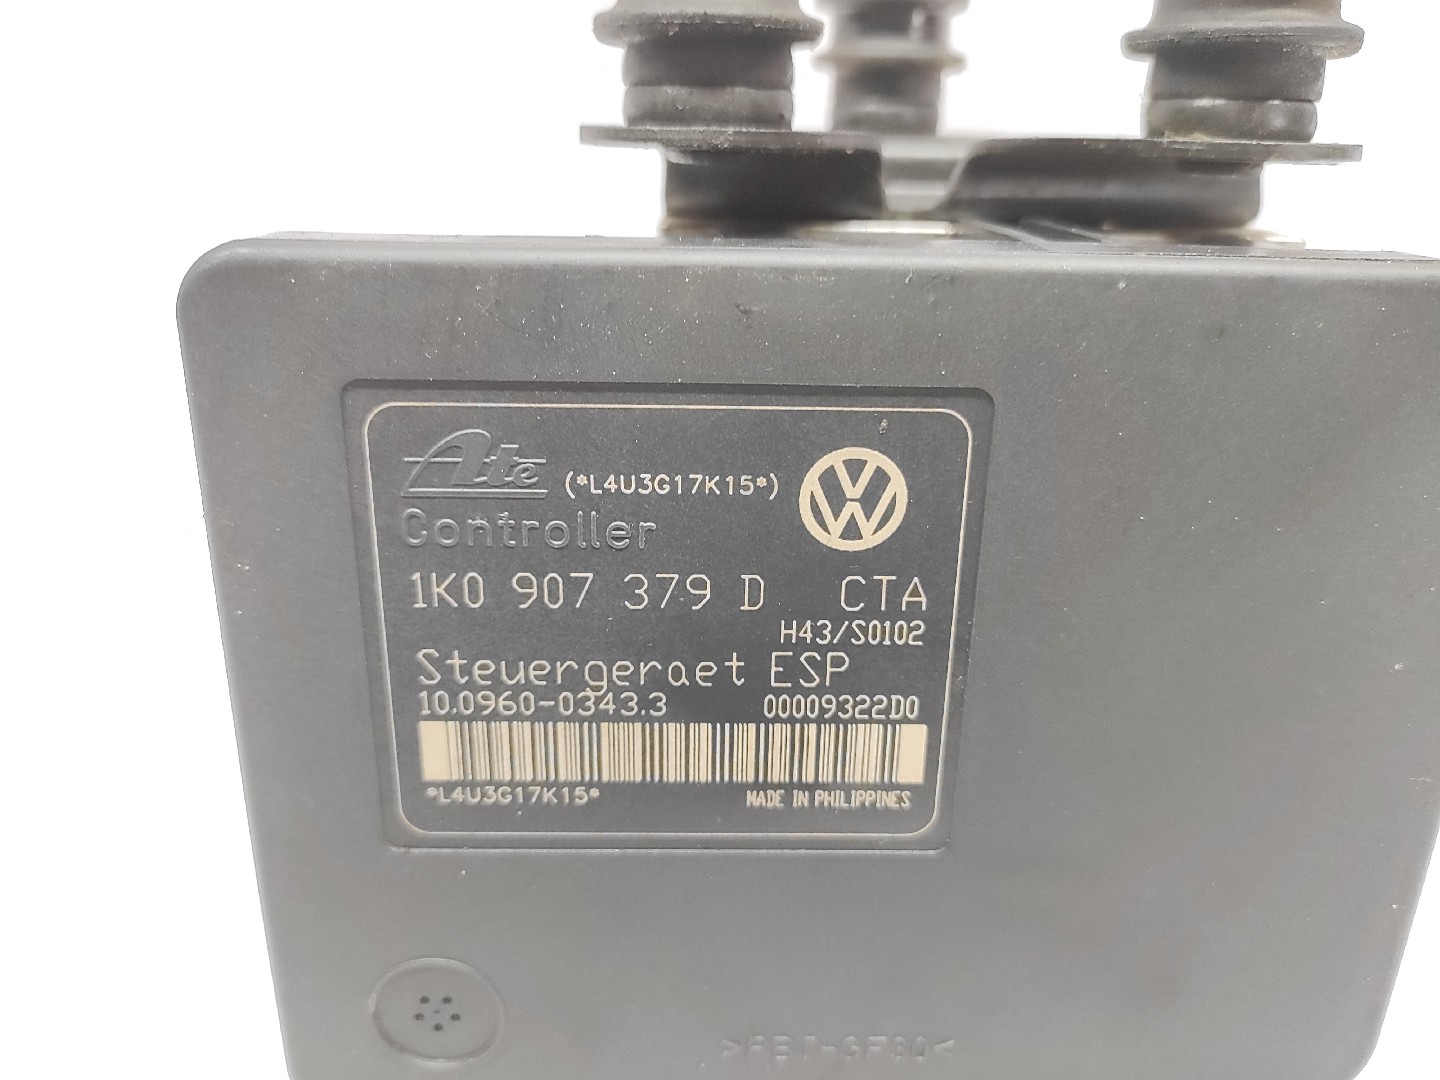 Ate (*L4U3G17K15*)
Controller
1K0 907 379 D CTA
H43/S0102
Steuergeraet ESP
10.0960-0343.3 00009322D0
*L4U3G17K15* MADE IN PHILIPPINES